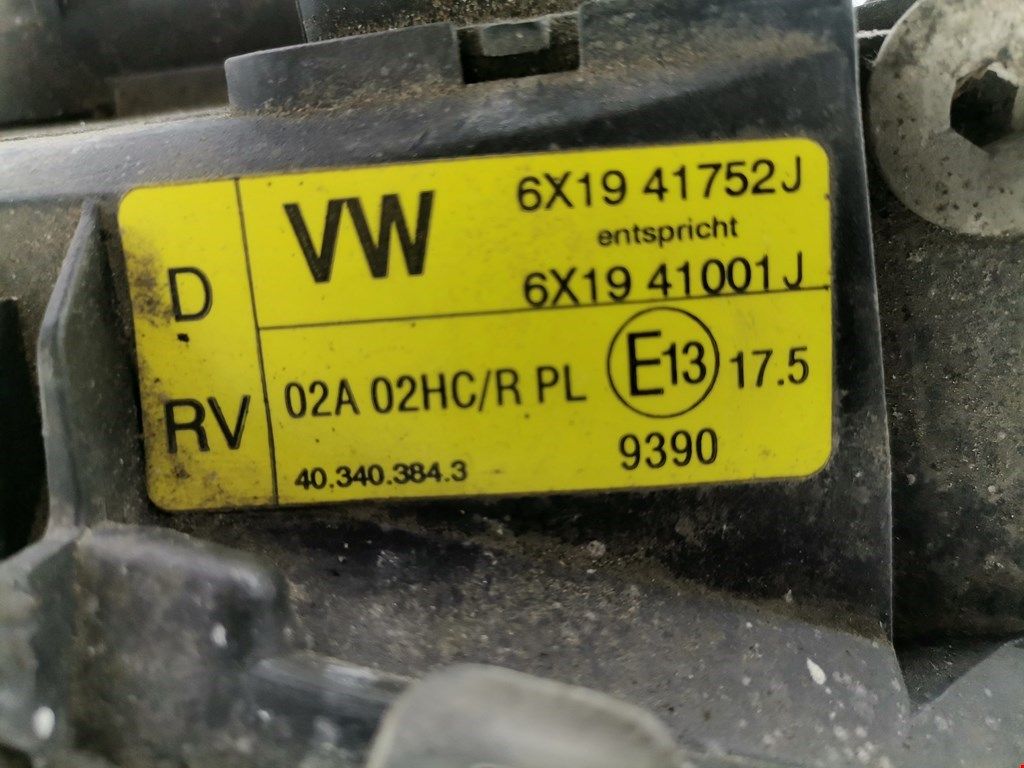 D
RV
VW
6X19 41752J
entspricht
6X19 41001J
02A 02HC/R PL E13 17.5
40.340.384.3
9390